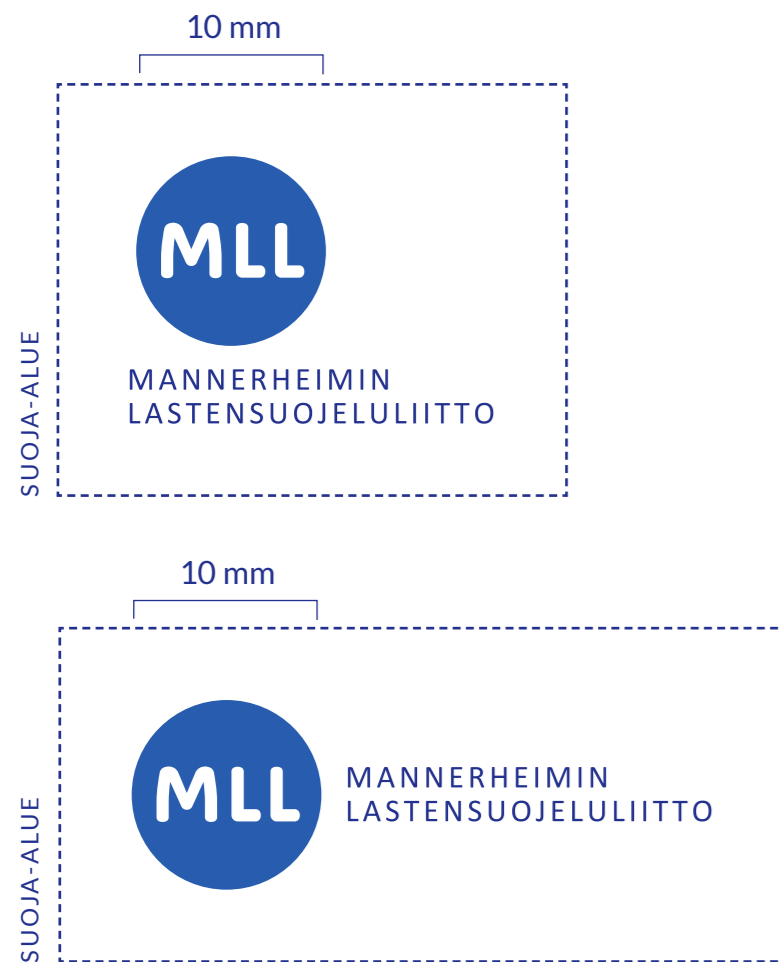 10 mm
MLL
MANNERHEIMIN
LASTENSUOJELULIITTO
SUOJA-ALUE
10 mm
MLL
MANNERHEIMIN
LASTENSUOJELULIITTO
SUOJA-ALUE